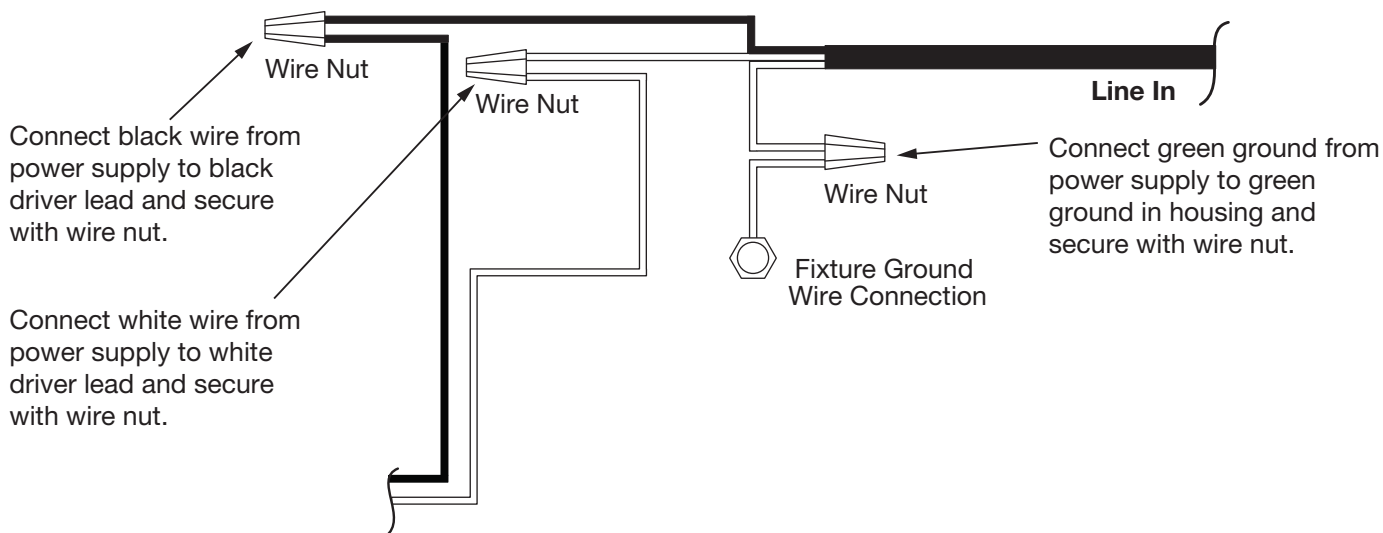 Wire Nut
Wire Nut
Line In
Connect black wire from
power supply to black
driver lead and secure
with wire nut.
Connect green ground from
power supply to green
ground in housing and
secure with wire nut.
Wire Nut
Fixture Ground
Wire Connection
Connect white wire from
power supply to white
driver lead and secure
with wire nut.